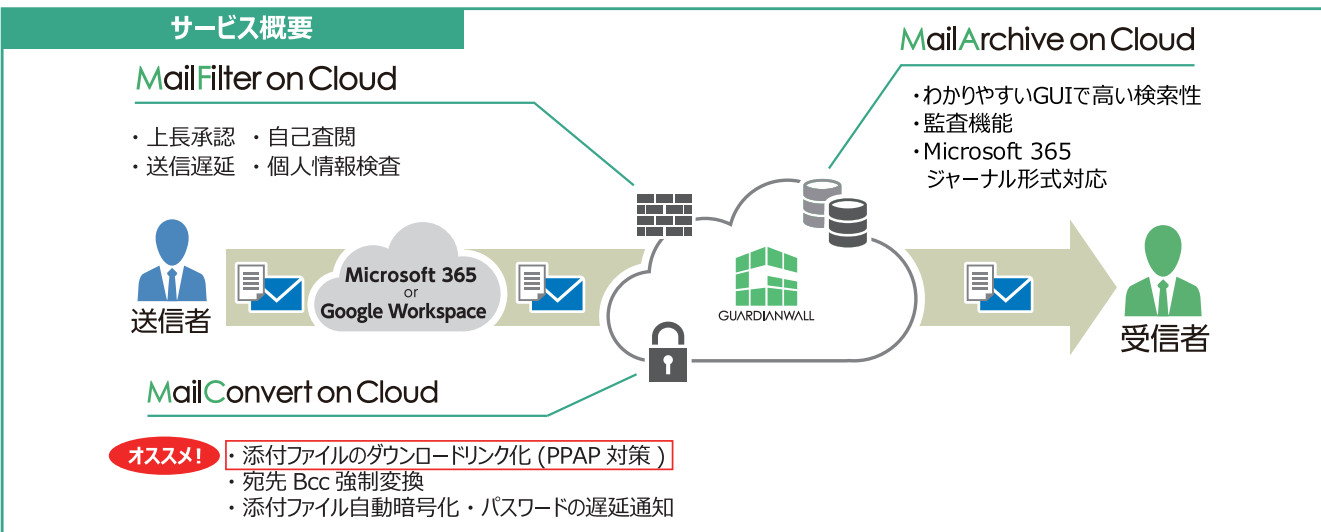 サービス概要
MailFilter on Cloud
・上長承認 ・自己査閲
・送信遅延 ・個人情報検査
MailArchive on Cloud
・わかりやすいGUIで高い検索性
・監査機能
・Microsoft 365
ジャーナル形式対応
送信者
Microsoft 365
or
Google Workspace
GUARDIANWALL
受信者
MailConvert on Cloud
オススメ!
・添付ファイルのダウンロードリンク化 (PPAP 対策 )
・宛先 Bcc 強制変換
・添付ファイル自動暗号化・パスワードの遅延通知